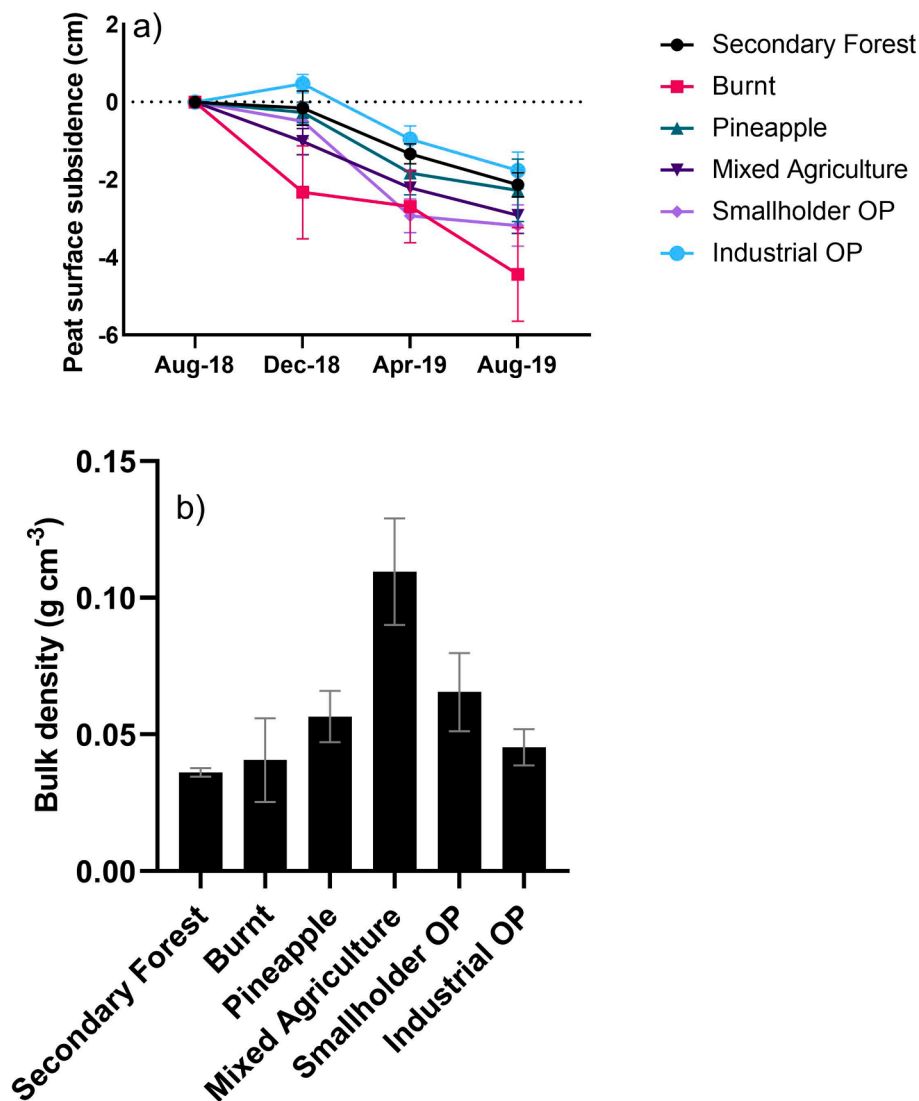 a)
Peat surface subsidence (cm)
2
0
-2
-4
-6
Aug-18 Dec-18 Apr-19 Aug-19
Secondary Forest
Burnt
Pineapple
Mixed Agriculture
Smallholder OP
Industrial OP
b)
Bulk density (g cm⁻³)
0.15
0.10
0.05
0.00
Secondary Forest
Burnt
Pineapple
Mixed Agriculture
Smallholder OP
Industrial OP